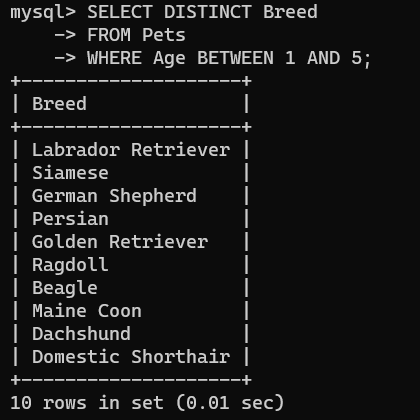 mysql> SELECT DISTINCT Breed
    -> FROM Pets
    -> WHERE Age BETWEEN 1 AND 5;
+--------------------+
| Breed              |
+--------------------+
| Labrador Retriever |
| Siamese            |
| German Shepherd    |
| Persian            |
| Golden Retriever   |
| Ragdoll            |
| Beagle             |
| Maine Coon         |
| Dachshund          |
| Domestic Shorthair |
+--------------------+
10 rows in set (0.01 sec)